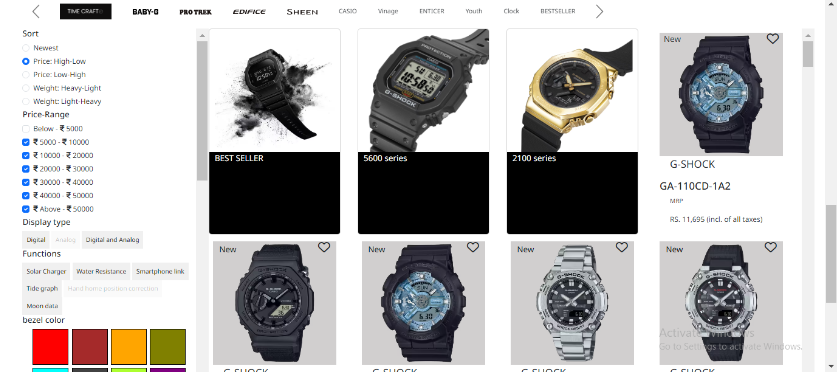 TIME CRAFT
BABY-G
PRO TREK
EDIFICE
SHEEN
CASIO
Vinage
ENTICER
Youth
Clock
BESTSELLER
Sort
Newest
Price: High-Low
Price: Low-High
Weight: Heavy-Light
Weight: Light-Heavy
Price-Range
Below - ₹ 5000
₹ 5000 - ₹ 10000
₹ 10000 - ₹ 20000
₹ 20000 - ₹ 30000
₹ 30000 - ₹ 40000
₹ 40000 - ₹ 50000
₹ Above - ₹ 50000
Display type
Digital
Analog
Digital and Analog
Functions
Solar Charger
Water Resistance
Smartphone link
Tide graph
Hand home position correction
Moon data
bezel color
BEST SELLER
PROTECTION
G-SHOCK
5600 series
2100 series
New
G-SHOCK
GA-110CD-1A2
MRP
RS. 11,695 (incl. of all taxes)
New
New
New
New
G-SHOCK
G-SHOCK
G-SHOCK
G-SHOCK
Activate Windows
Go to Settings to activate Windows.